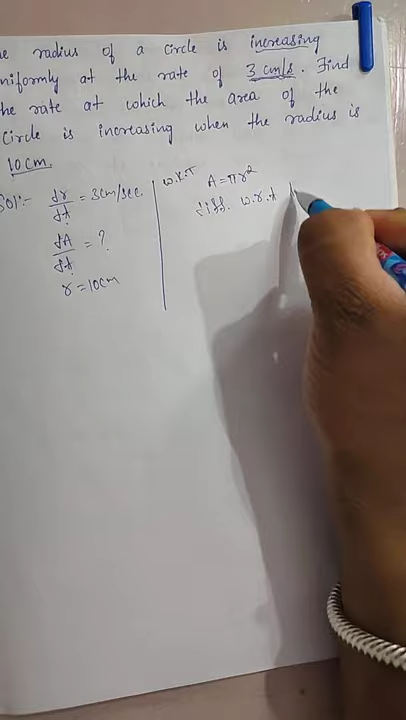 radius of a circle is increasing
uniformly at the rate of 3 cm/s. Find
the rate at which the area of the
circle is increasing when the radius is
10cm.
Sol:- dr/dt = 3cm/sec.
dA/dt = ?
r = 10cm
W.K.T A = πr²
diff. w.r.t